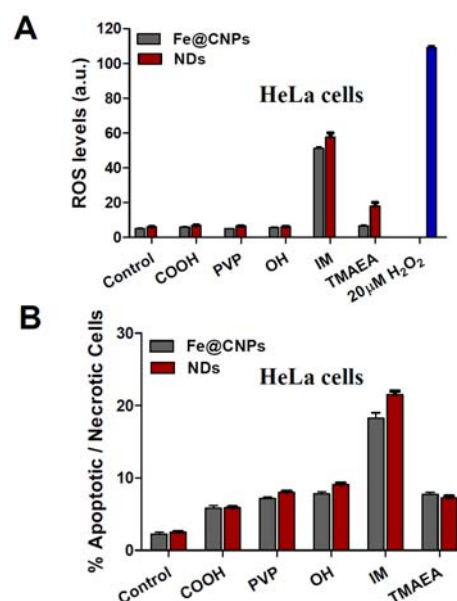 A
Fe@CNPs
NDs
HeLa cells
ROS levels (a.u.)
120
100
80
60
40
20
0
Control
COOH
PVP
OH
IM
TMAEA
20μM H₂O₂
B
Fe@CNPs
NDs
HeLa cells
% Apoptotic / Necrotic Cells
30
20
10
0
Control
COOH
PVP
OH
IM
TMAEA